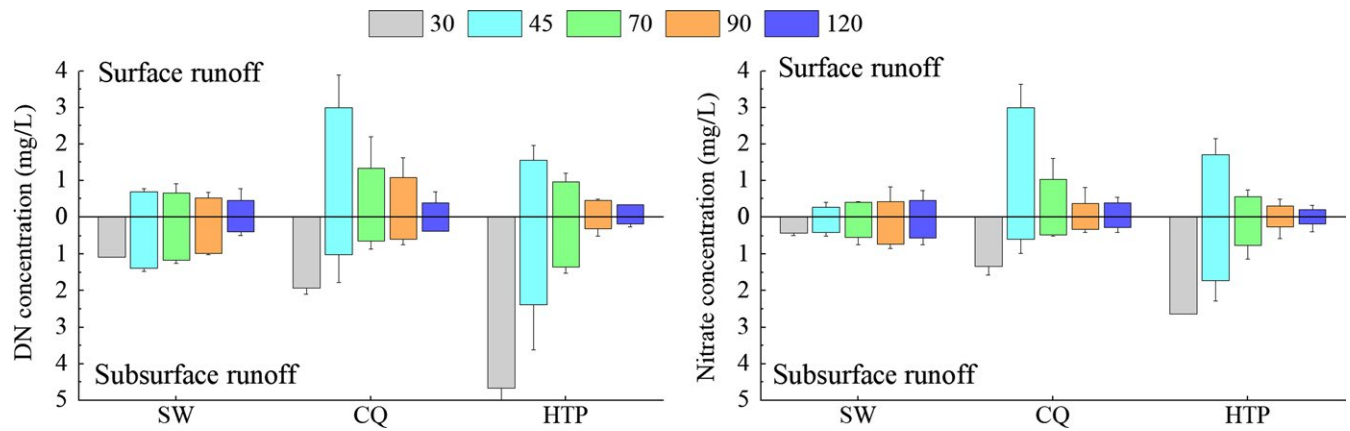 30 45 70 90 120
Surface runoff
Surface runoff
DN concentration (mg/L)
4
3
2
1
0
1
2
3
4
5
Subsurface runoff
SW CQ HTP
Nitrate concentration (mg/L)
4
3
2
1
0
1
2
3
4
5
Subsurface runoff
SW CQ HTP